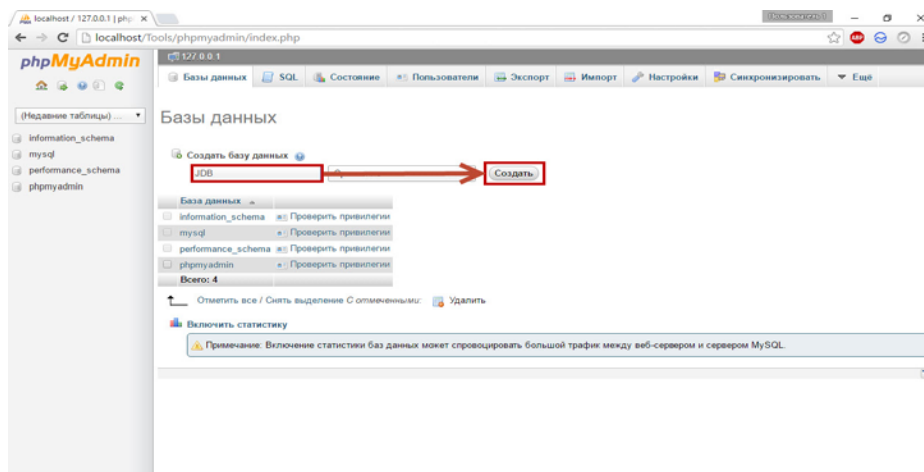 localhost / 127.0.0.1 | php
localhost/Tools/phpmyadmin/index.php
phpMyAdmin
127.0.0.1
Базы данных SQL Состояние Пользователи Экспорт Импорт Настройки Синхронизировать Ещё
(Недавние таблицы) ...
information_schema
mysql
performance_schema
phpmyadmin
Базы данных
Создать базу данных
JDB Создать
База данных
information_schema Проверить привилегии
mysql Проверить привилегии
performance_schema Проверить привилегии
phpmyadmin Проверить привилегии
Всего: 4
Отметить все / Снять выделение С отмеченными: Удалить
Включить статистику
Примечание: Включение статистики баз данных может спровоцировать большой трафик между веб-сервером и сервером MySQL.